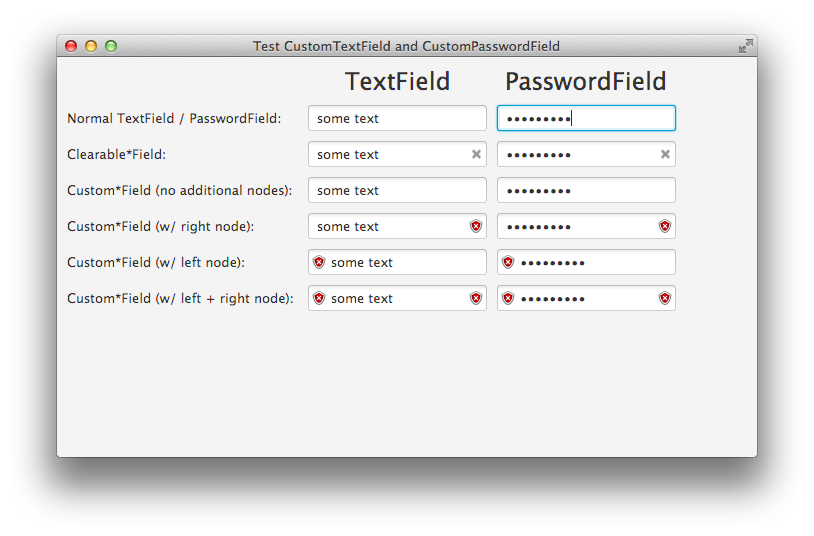 Test CustomTextField and CustomPasswordField
TextField PasswordField
Normal TextField / PasswordField: some text •••••••••
Clearable*Field: some text •••••••••
Custom*Field (no additional nodes): some text •••••••••
Custom*Field (w/ right node): some text •••••••••
Custom*Field (w/ left node): some text •••••••••
Custom*Field (w/ left + right node): some text •••••••••